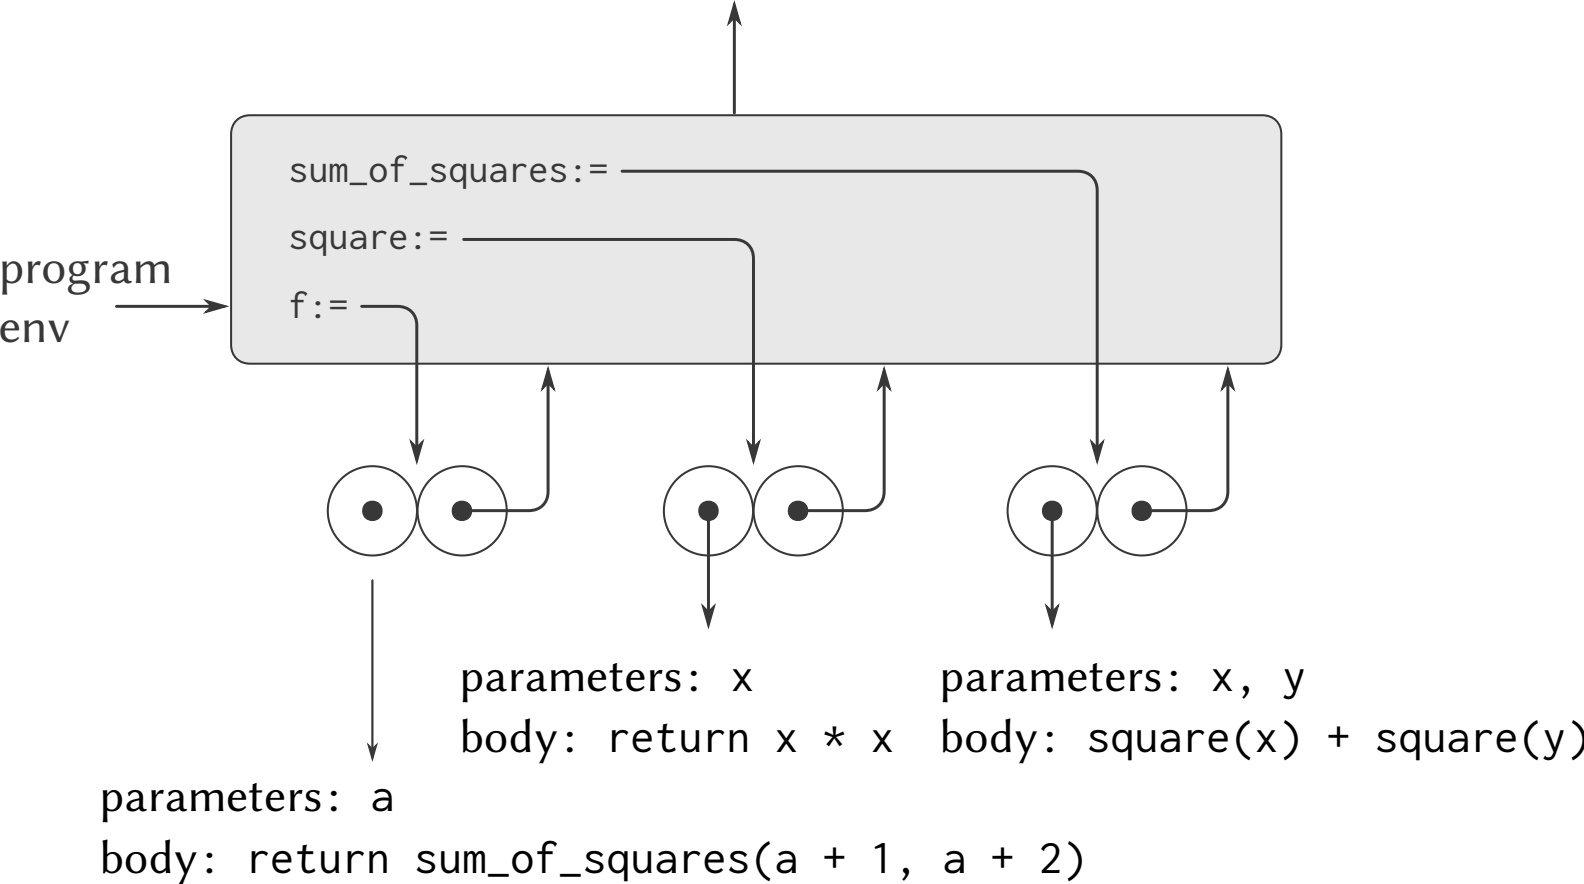 sum_of_squares:=
square:=
program
env
f:=
parameters: x
body: return x * x
parameters: x, y
body: square(x) + square(y)
parameters: a
body: return sum_of_squares(a + 1, a + 2)